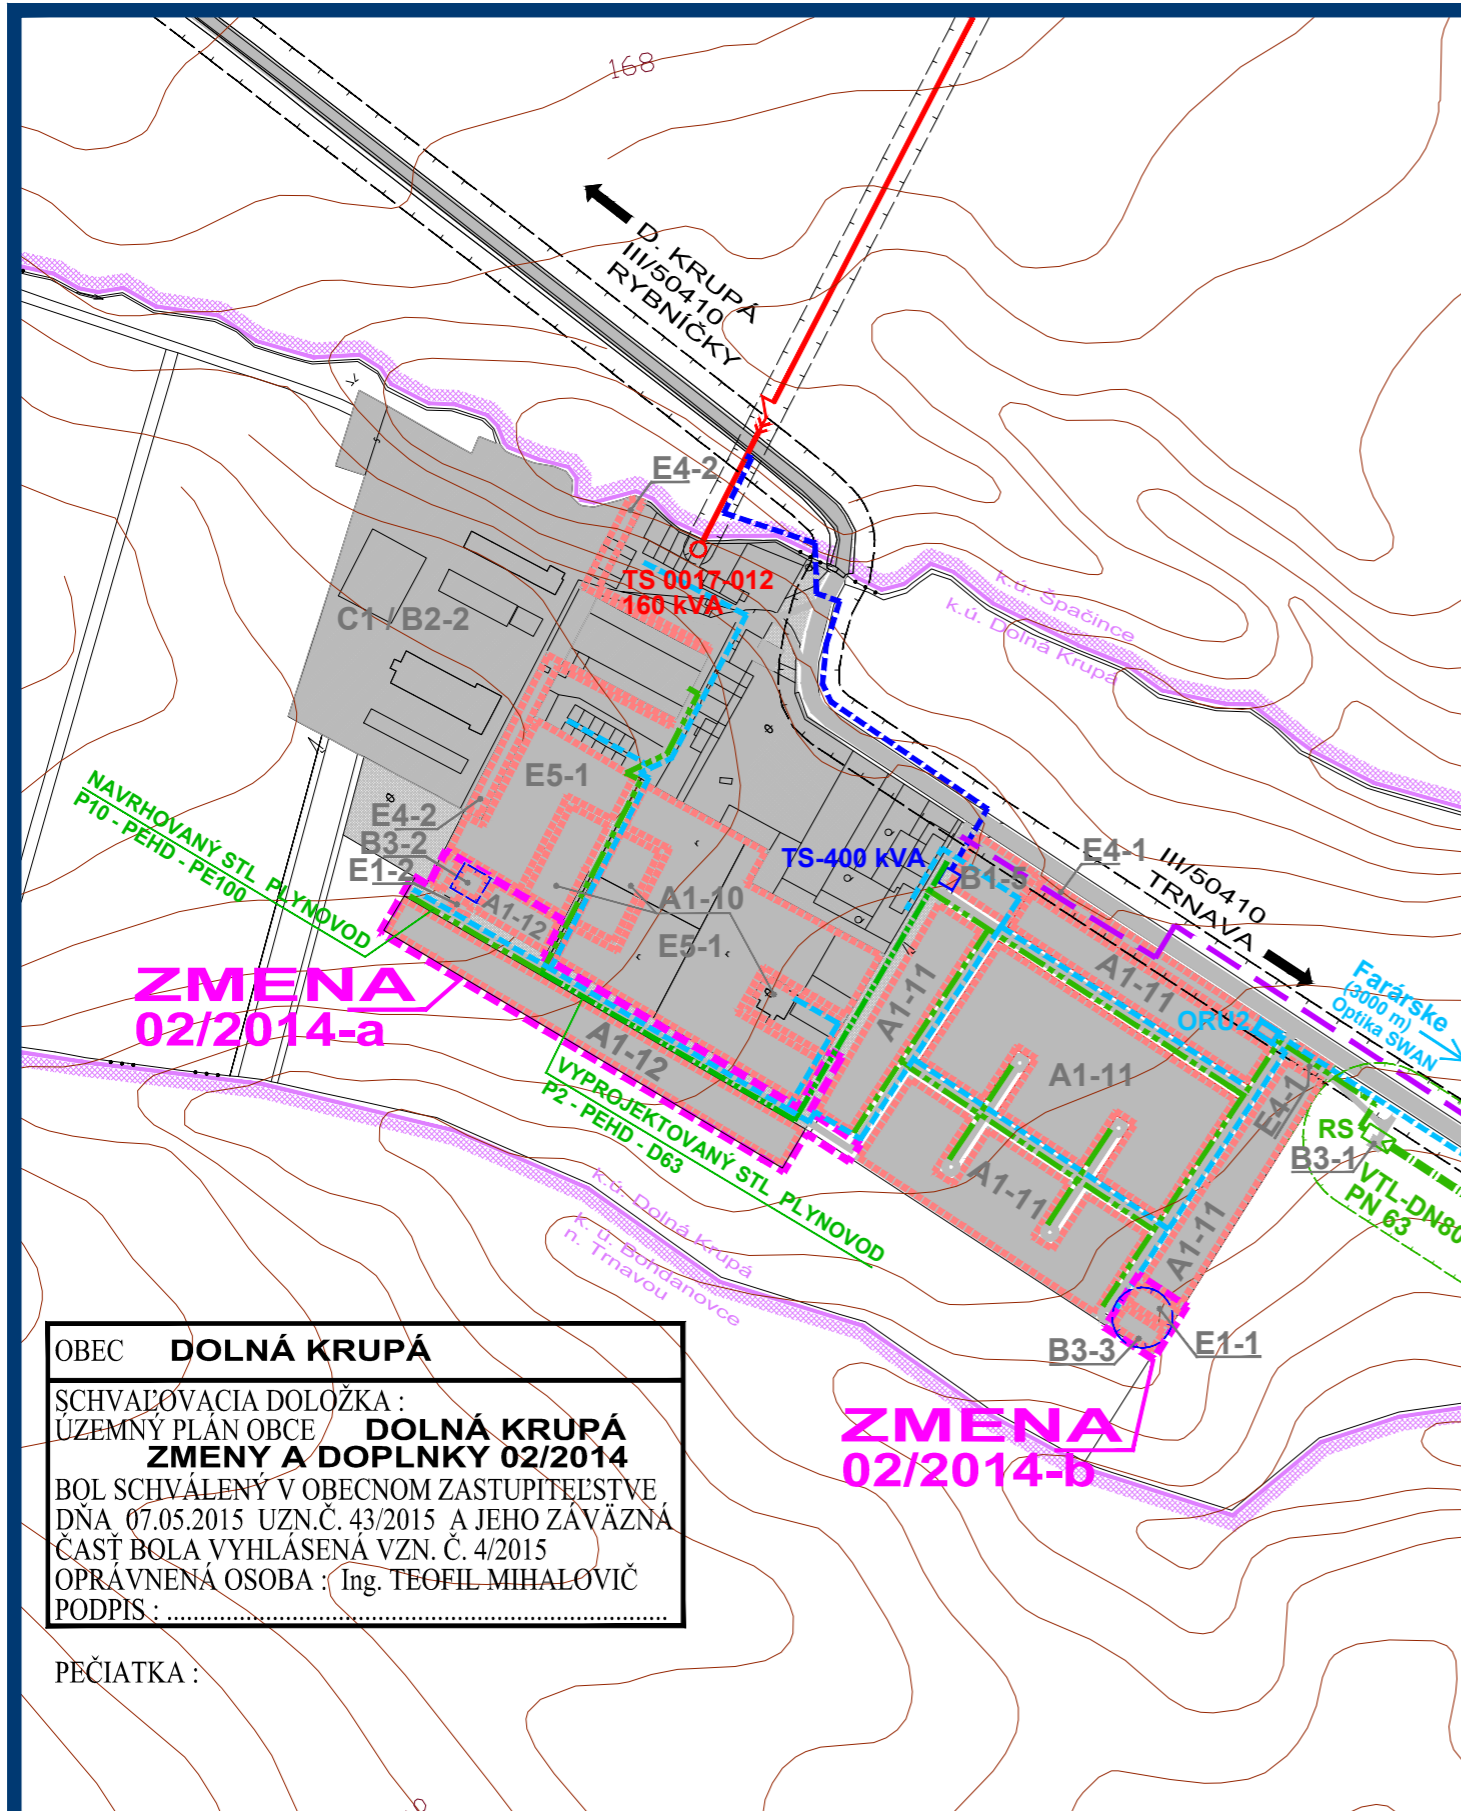 168
D. KRUPÁ
III/50410
RYBNÍČKY
E4-2
TS 0017-012
160 kVA
C1 / B2-2
k.ú. Špačince
k.ú. Dolná Krupá
E5-1
NAVRHOVANÝ STL PLYNOVOD
P10 - PEHD - PE100
E4-2
B3-2
E1-2
A1-12
A1-10
E5-1
TS-400 kVA
B1-5
E4-1
III/50410
TRNAVA
A1-11
A1-11
ORU2
Farárske
(3000 m)
Optika SWAN
ZMENA
02/2014-a
A1-12
A1-11
E4-1
RS
B3-1
VTL-DN80
PN 63
VYPROJEKTOVANÝ STL PLYNOVOD
P2 - PEHD - D63
A1-11
A1-11
k.ú. Dolná Krupá
k. ú. Bohdanovce
n. Trnavou
B3-3
E1-1
ZMENA
02/2014-b
OBEC DOLNÁ KRUPÁ
SCHVAĽOVACIA DOLOŽKA :
ÚZEMNÝ PLÁN OBCE DOLNÁ KRUPÁ
ZMENY A DOPLNKY 02/2014
BOL SCHVÁLENÝ V OBECNOM ZASTUPITEĽSTVE
DŇA 07.05.2015 UZN.Č. 43/2015 A JEHO ZÁVÄZNÁ
ČASŤ BOLA VYHLÁSENÁ VZN. Č. 4/2015
OPRÁVNENÁ OSOBA : Ing. TEOFIL MIHALOVIČ
PODPIS : ............................................................................
PEČIATKA :